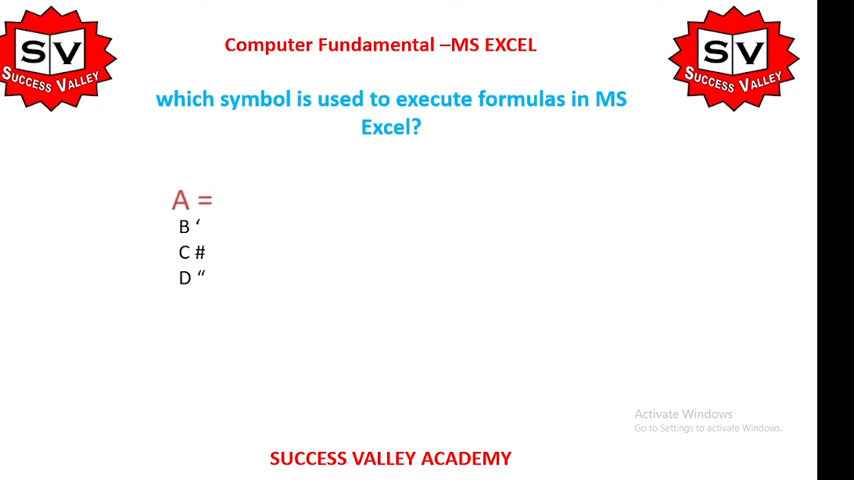 SV
SUCCESS VALLEY
SV
SUCCESS VALLEY
Computer Fundamental –MS EXCEL
which symbol is used to execute formulas in MS
Excel?
A =
B ‘
C #
D “
Activate Windows
Go to Settings to activate Windows.
SUCCESS VALLEY ACADEMY